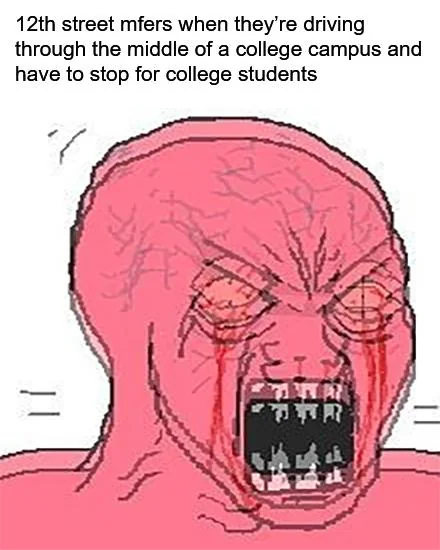 12th street mfers when they’re driving
through the middle of a college campus and
have to stop for college students